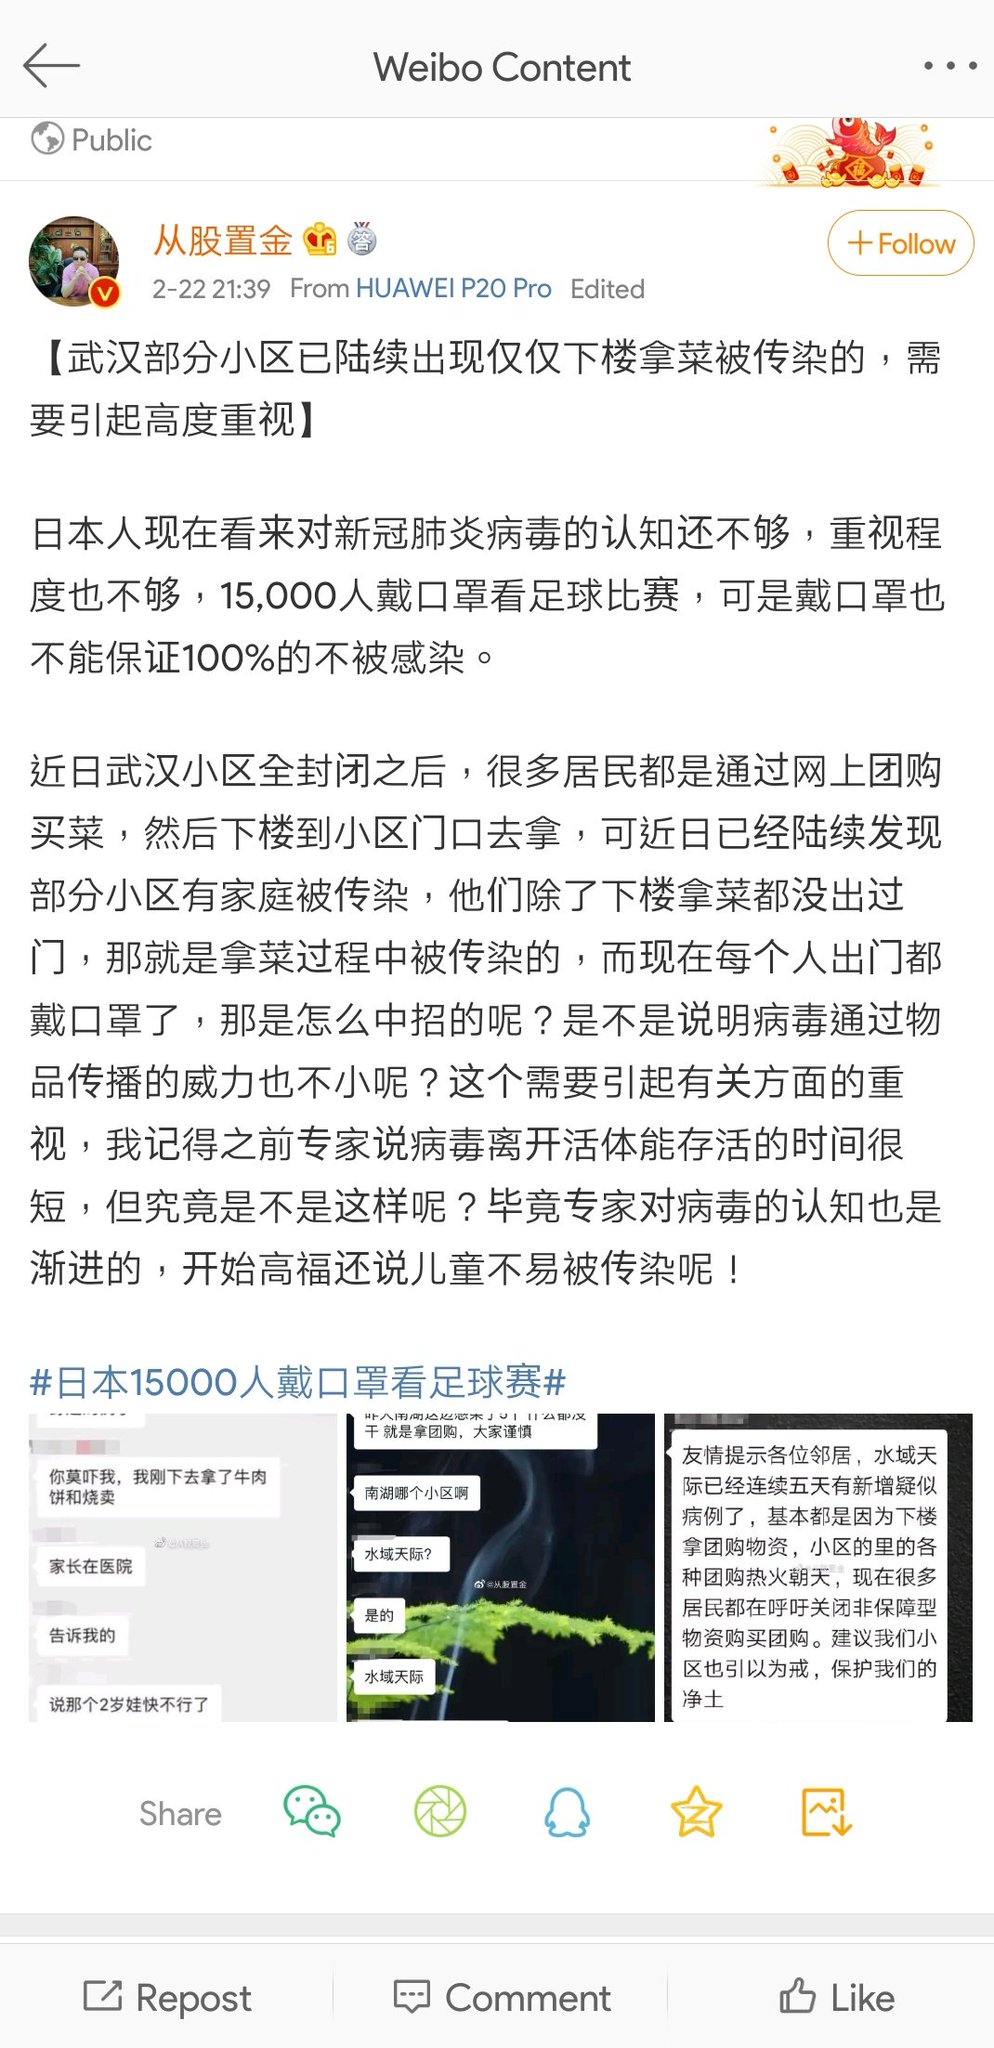 Weibo Content
Public
福
从股置金
6
答
+Follow
V
2-22 21:39 From HUAWEI P20 Pro Edited
【武汉部分小区已陆续出现仅仅下楼拿菜被传染的，需
要引起高度重视】
日本人现在看来对新冠肺炎病毒的认知还不够，重视程
度也不够，15,000人戴口罩看足球比赛，可是戴口罩也
不能保证100%的不被感染。
近日武汉小区全封闭之后，很多居民都是通过网上团购
买菜，然后下楼到小区门口去拿，可近日已经陆续发现
部分小区有家庭被传染，他们除了下楼拿菜都没出过
门，那就是拿菜过程中被传染的，而现在每个人出门都
戴口罩了，那是怎么中招的呢？是不是说明病毒通过物
品传播的威力也不小呢？这个需要引起有关方面的重
视，我记得之前专家说病毒离开活体能存活的时间很
短，但究竟是不是这样呢？毕竟专家对病毒的认知也是
渐进的，开始高福还说儿童不易被传染呢！
#日本15000人戴口罩看足球赛#
你莫吓我，我刚下去拿了牛肉
饼和烧卖
家长在医院
告诉我的
说那个2岁娃快不行了
昨天南湖这边感染了5个 什么都没
干 就是拿团购，大家谨慎
南湖哪个小区啊
水域天际?
@从股置金
是的
水域天际
友情提示各位邻居，水域天
际已经连续五天有新增疑似
病例了，基本都是因为下楼
拿团购物资，小区的里的各
种团购热火朝天，现在很多
居民都在呼吁关闭非保障型
物资购买团购。建议我们小
区也引以为戒，保护我们的
净土
Share
Repost
Comment
Like